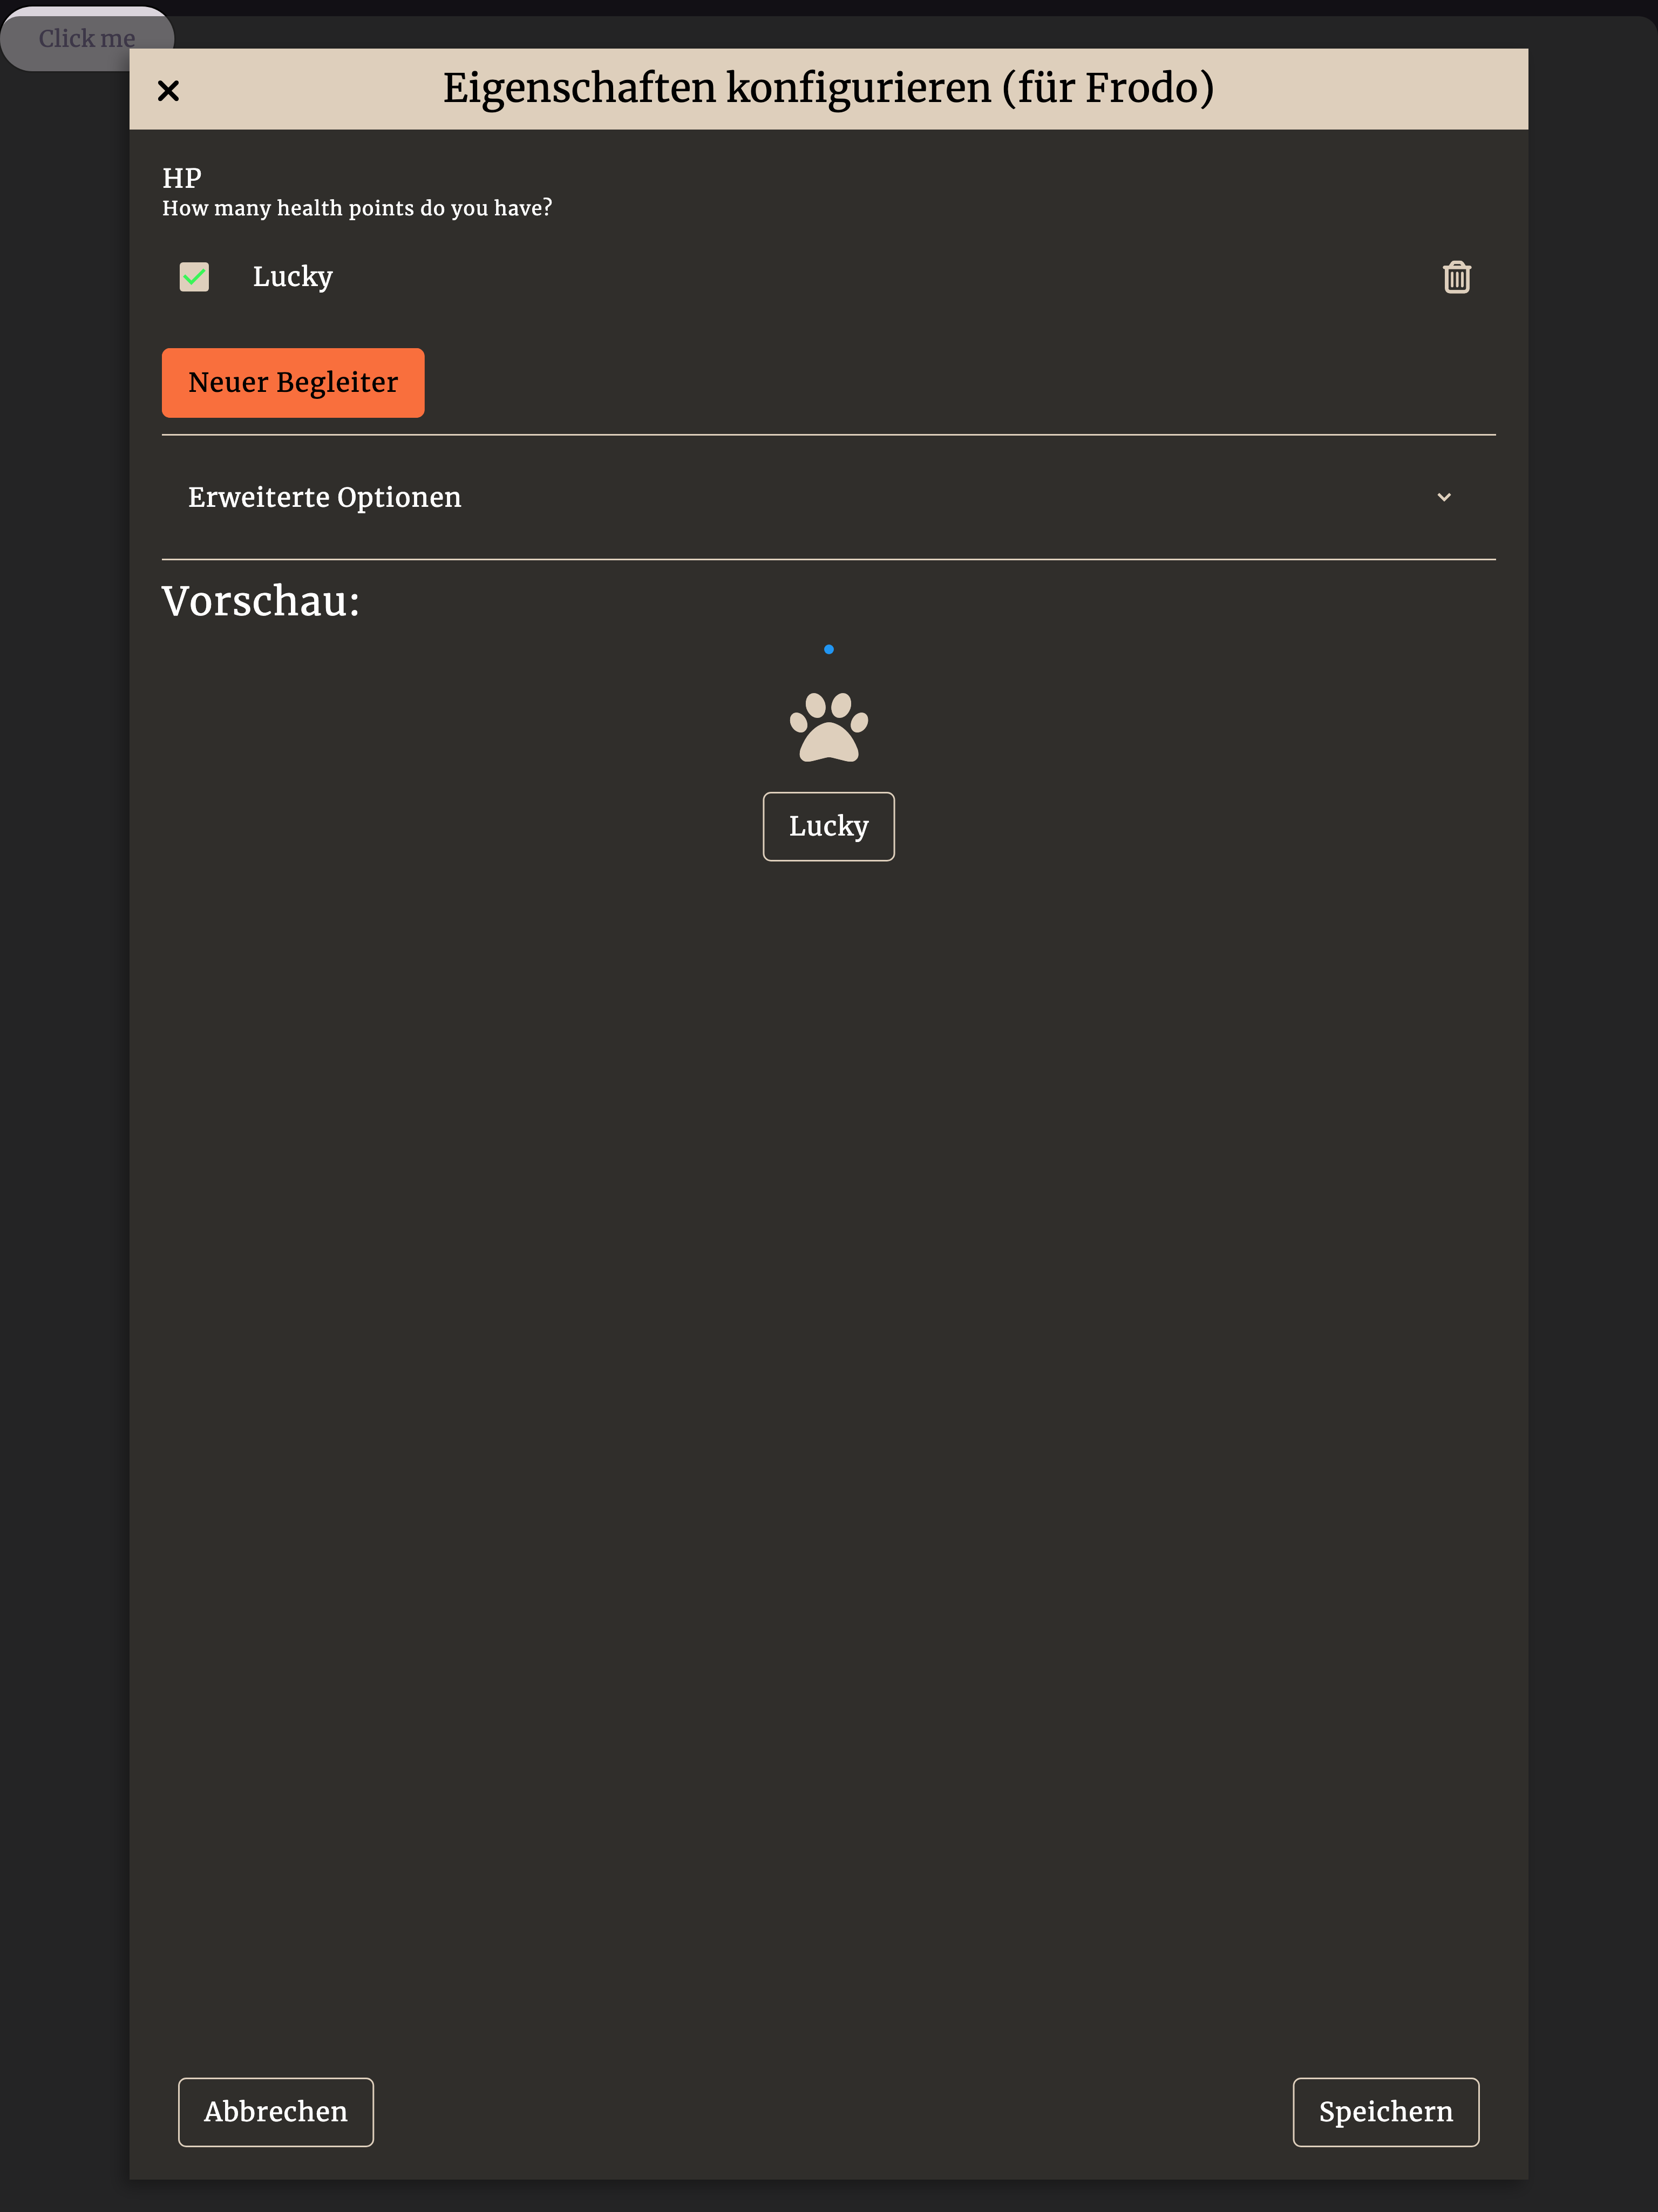 Click me
Eigenschaften konfigurieren (für Frodo)
HP
How many health points do you have?
Lucky
Neuer Begleiter
Erweiterte Optionen
Vorschau:
Lucky
Abbrechen
Speichern